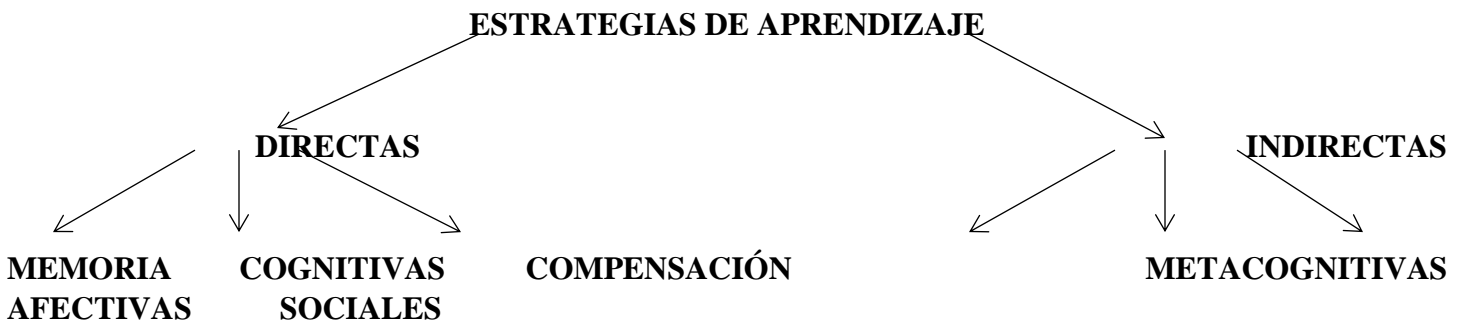 ESTRATEGIAS DE APRENDIZAJE
DIRECTAS INDIRECTAS
MEMORIA COGNITIVAS COMPENSACIÓN METACOGNITIVAS
AFECTIVAS SOCIALES